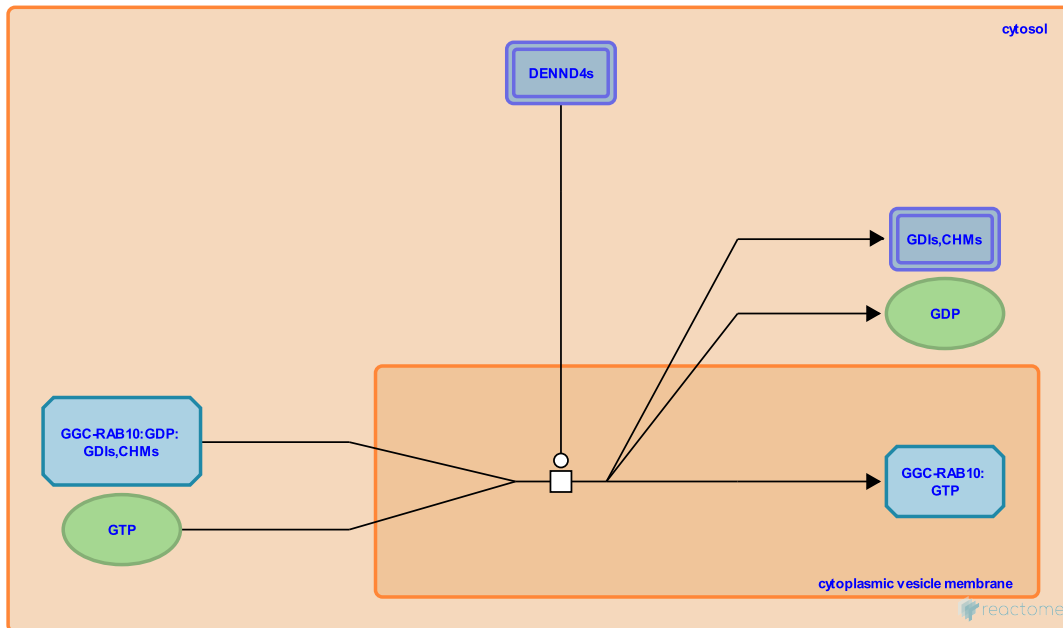 cytosol
DENND4s
GDIs,CHMs
GDP
GGC-RAB10:GDP:
GDIs,CHMs
GTP
GGC-RAB10:
GTP
cytoplasmic vesicle membrane
reactome